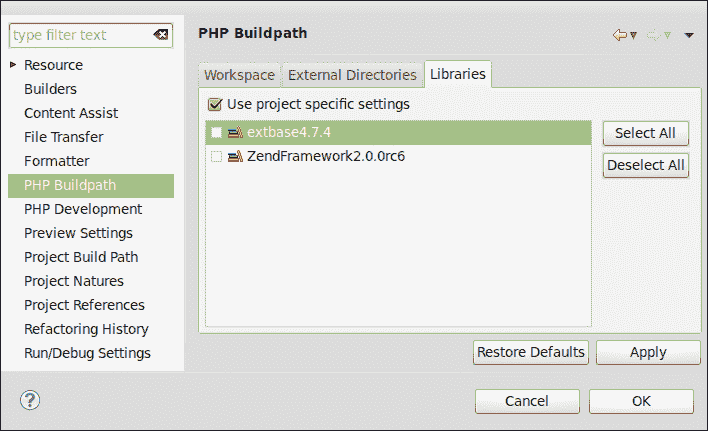 type filter text
Resource
Builders
Content Assist
File Transfer
Formatter
PHP Buildpath
PHP Development
Preview Settings
Project Build Path
Project Natures
Project References
Refactoring History
Run/Debug Settings
PHP Buildpath
Workspace External Directories Libraries
Use project specific settings
extbase4.7.4
ZendFramework2.0.0rc6
Select All
Deselect All
Restore Defaults Apply
Cancel OK